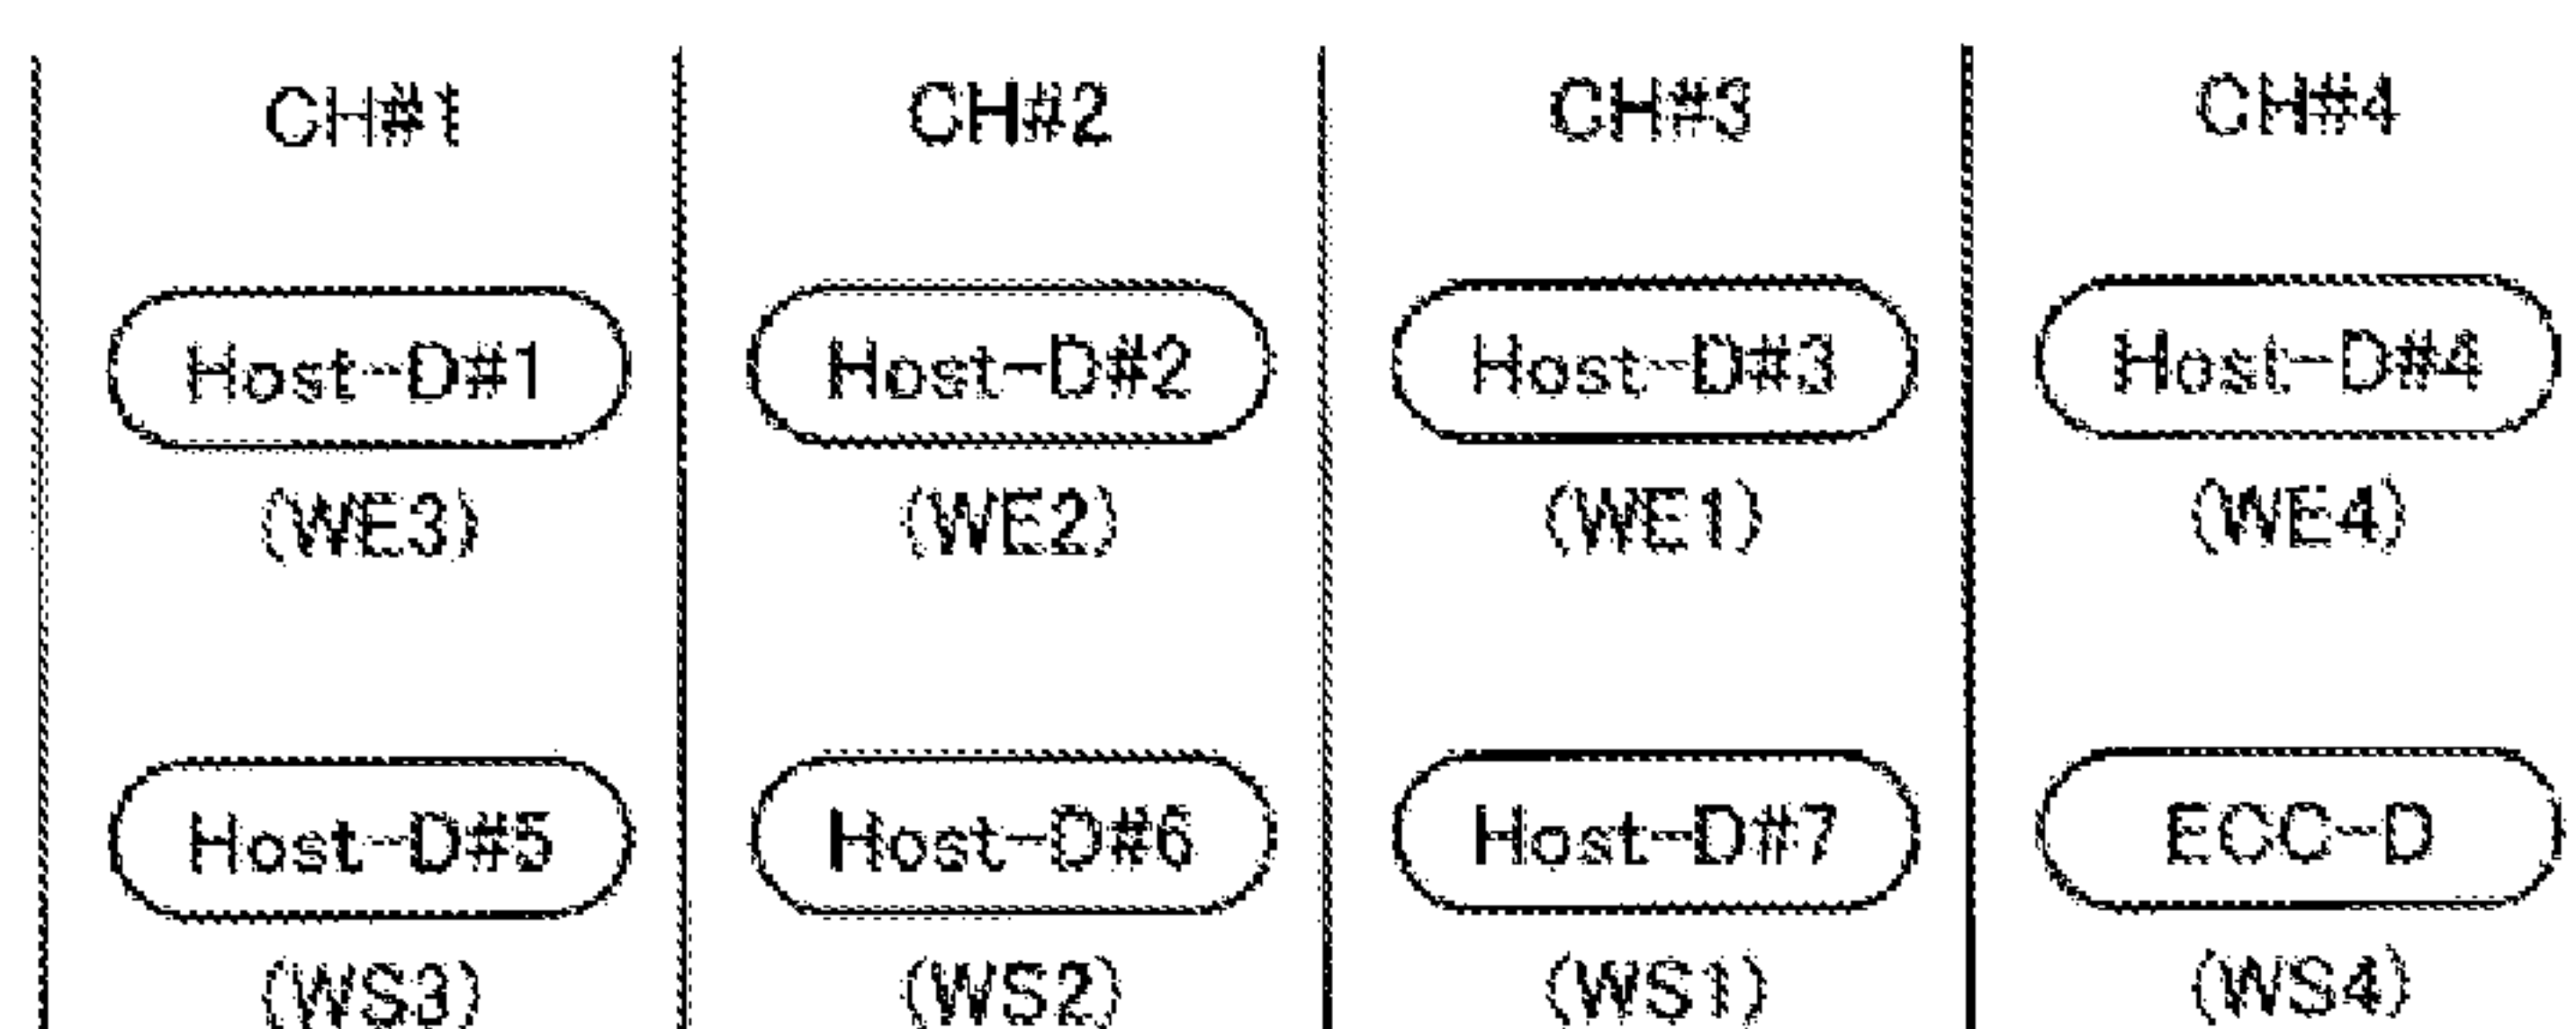 CH#1 CH#2 CH#3 CH#4
Host-D#1 Host-D#2 Host-D#3 Host-D#4
(WE3) (WE2) (WE1) (WE4)
Host-D#5 Host-D#6 Host-D#7 ECC-D
(WS3) (WS2) (WS1) (WS4)